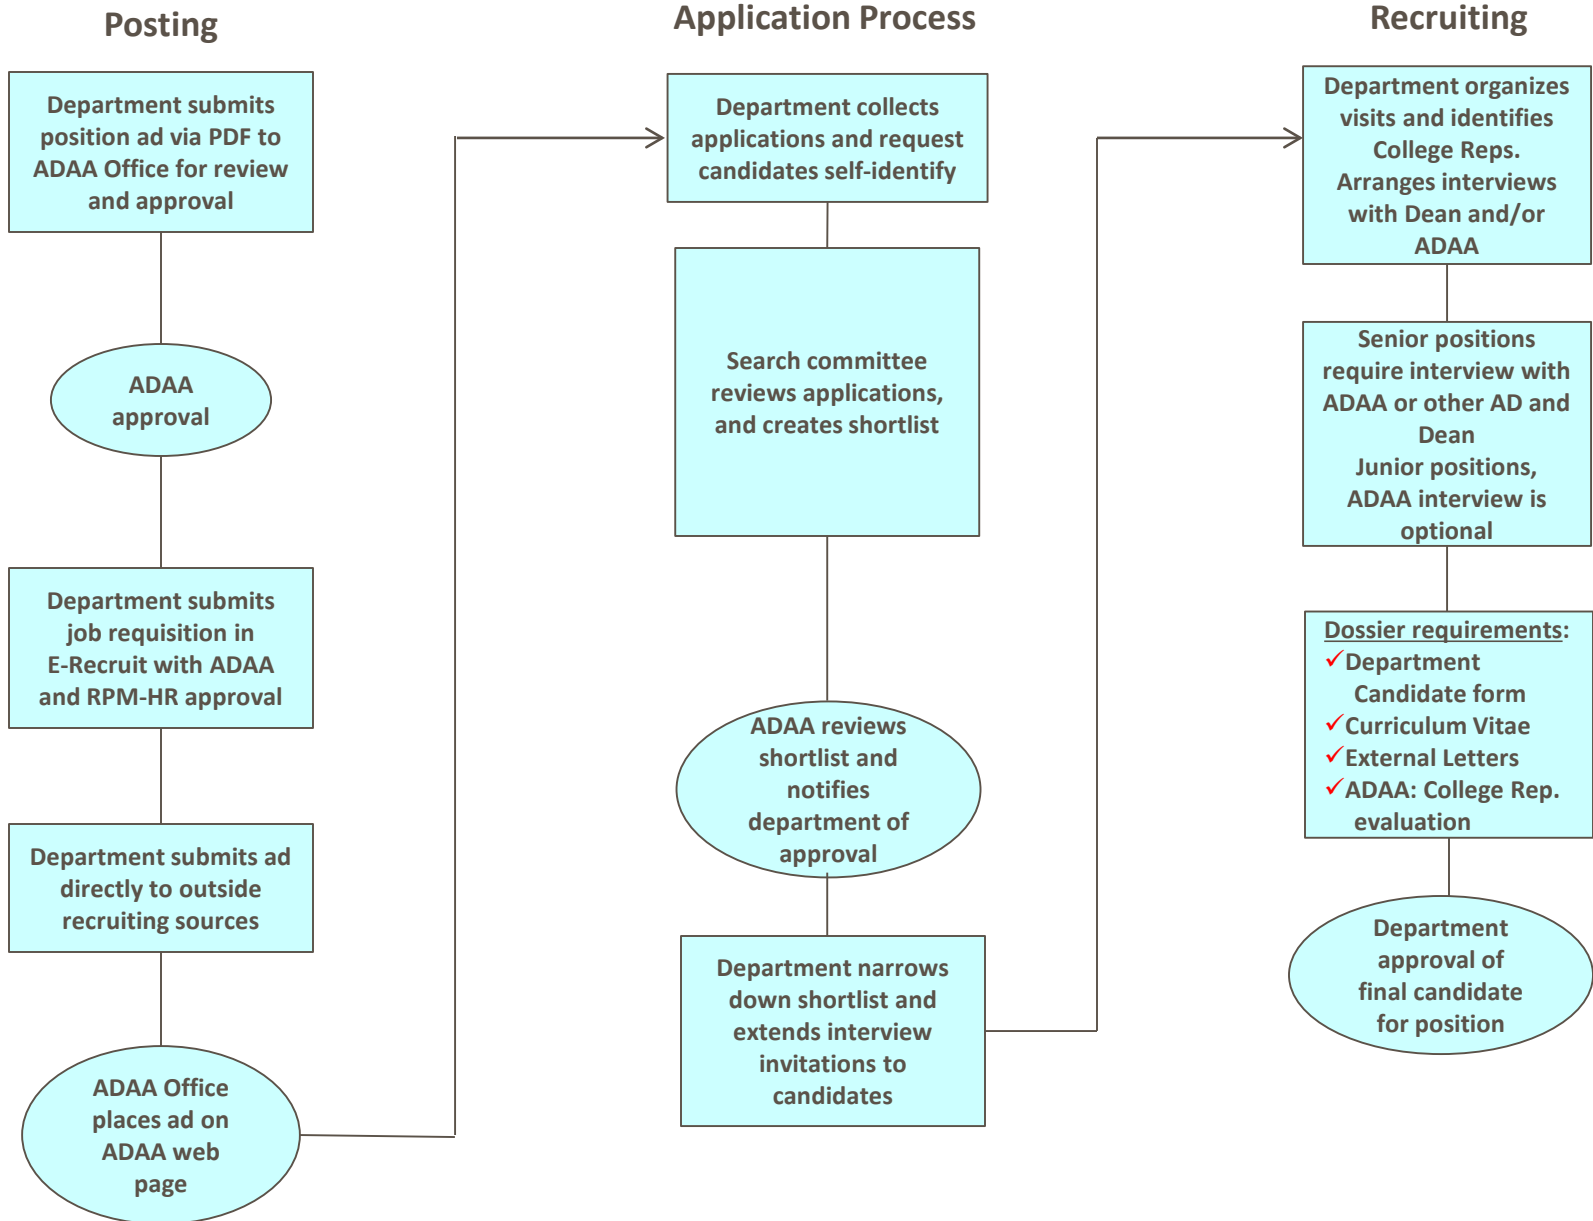 Posting
Department submits
position ad via PDF to
ADAA Office for review
and approval
ADAA
approval
Department submits
job requisition in
E-Recruit with ADAA
and RPM-HR approval
Department submits ad
directly to outside
recruiting sources
ADAA Office
places ad on
ADAA web
page
Application Process
Department collects
applications and request
candidates self-identify
Search committee
reviews applications,
and creates shortlist
ADAA reviews
shortlist and
notifies
department of
approval
Department narrows
down shortlist and
extends interview
invitations to
candidates
Recruiting
Department organizes
visits and identifies
College Reps.
Arranges interviews
with Dean and/or
ADAA
Senior positions
require interview with
ADAA or other AD and
Dean
Junior positions,
ADAA interview is
optional
Dossier requirements:
✓Department
Candidate form
✓Curriculum Vitae
✓External Letters
✓ADAA: College Rep.
evaluation
Department
approval of
final candidate
for position